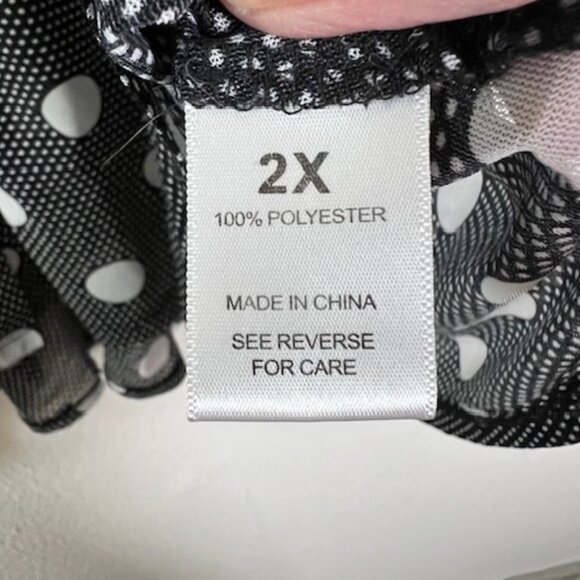 2X
100% POLYESTER
MADE IN CHINA
SEE REVERSE
FOR CARE